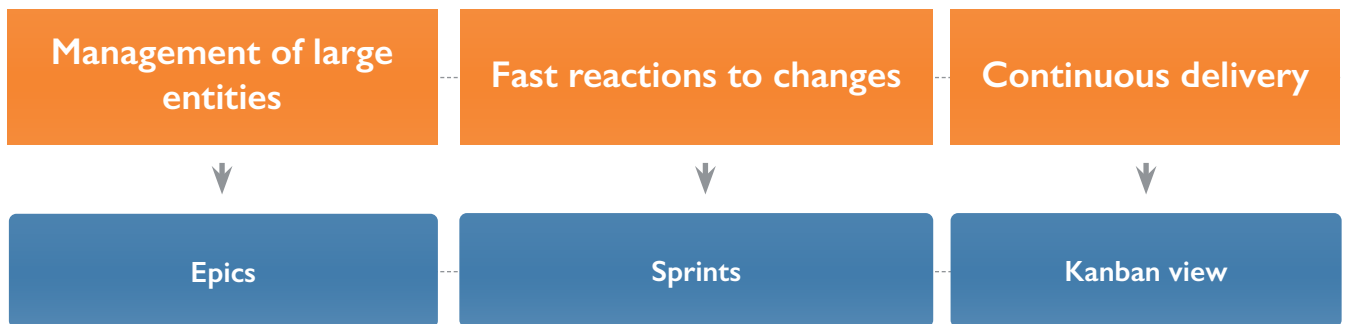 Management of large
entities
Fast reactions to changes
Continuous delivery
Epics
Sprints
Kanban view